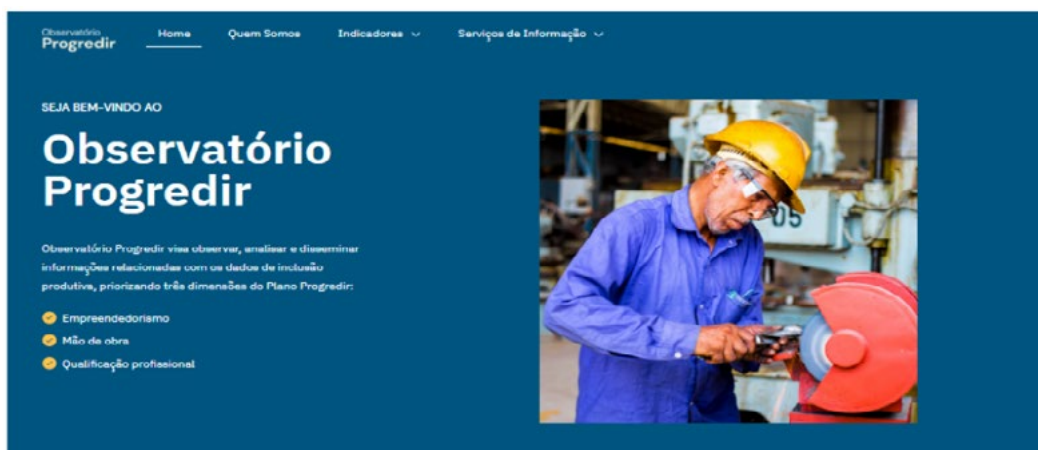 Observatório
Progredir
Home
Quem Somos
Indicadores
Serviços de Informação
SEJA BEM-VINDO AO
Observatório
Progredir
Observatório Progredir visa observar, analisar e disseminar
informações relacionadas com os dados de inclusão
produtiva, priorizando três dimensões do Plano Progredir:
Empreendedorismo
Mão de obra
Qualificação profissional
05